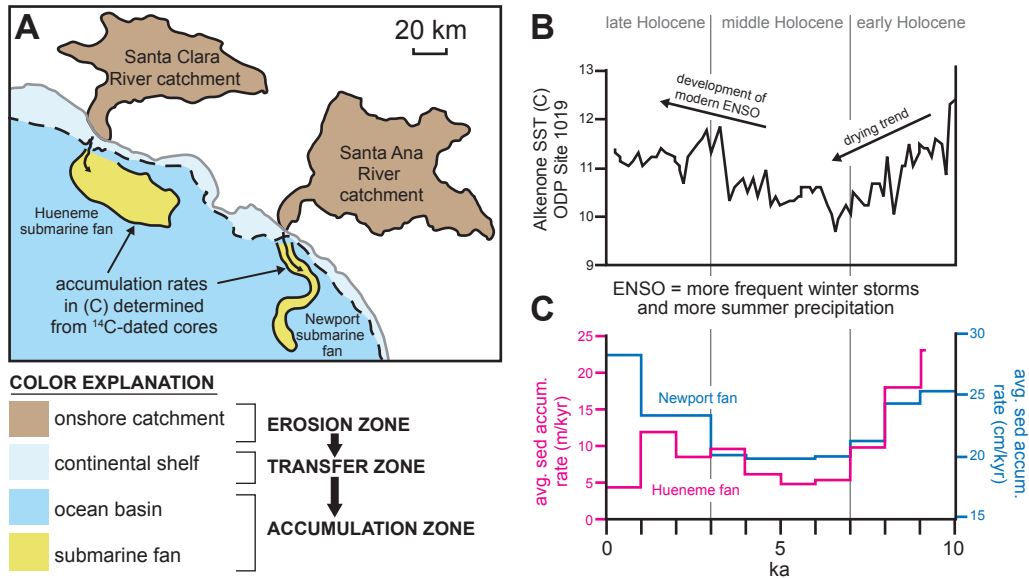 A
20 km
Santa Clara
River catchment
Santa Ana
River
catchment
Hueneme
submarine fan
accumulation rates
in (C) determined
from ¹⁴C-dated cores
Newport
submarine
fan
COLOR EXPLANATION
onshore catchment
continental shelf
ocean basin
submarine fan
EROSION ZONE
TRANSFER ZONE
ACCUMULATION ZONE
B
late Holocene
middle Holocene
early Holocene
Alkenone SST (C)
ODP Site 1019
13
12
11
10
9
development of
modern ENSO
drying trend
ENSO = more frequent winter storms
and more summer precipitation
C
avg. sed accum.
rate (m/kyr)
25
20
15
10
5
0
Newport fan
Hueneme fan
30
25
20
15
avg. sed accum.
rate (cm/kyr)
0
5
10
ka